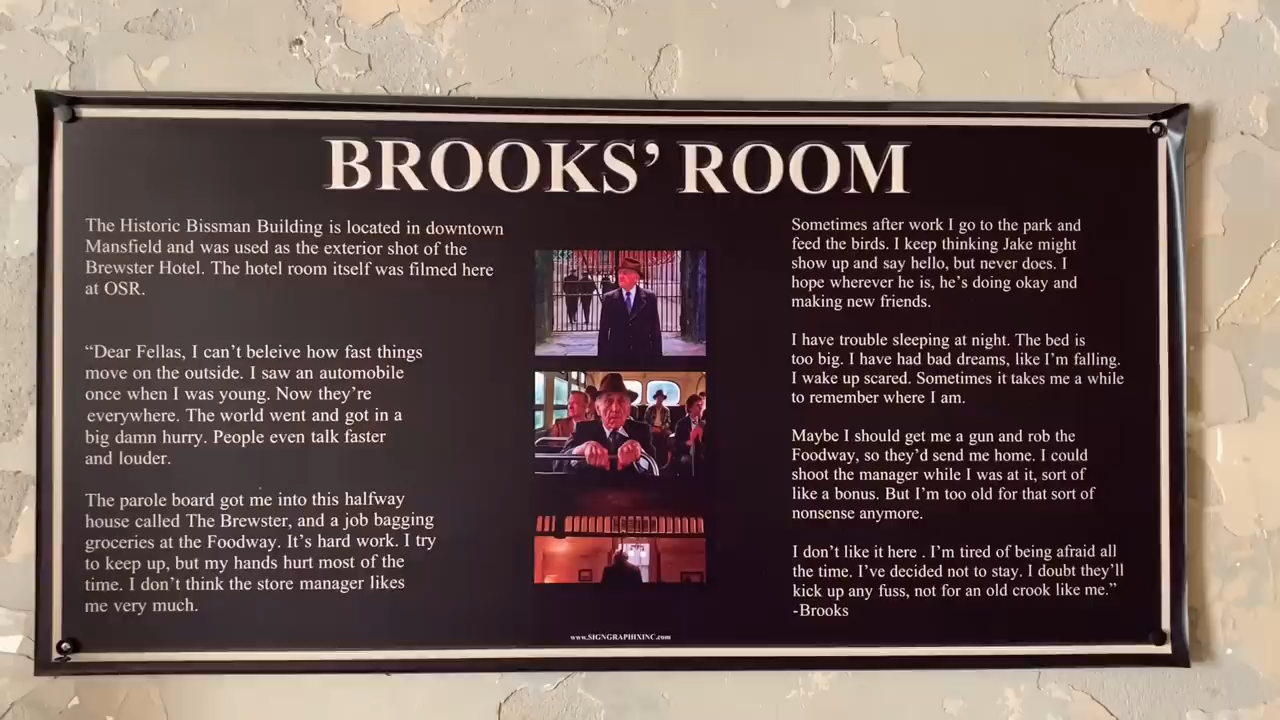 BROOKS' ROOM
The Historic Bissman Building is located in downtown
Mansfield and was used as the exterior shot of the
Brewster Hotel. The hotel room itself was filmed here
at OSR.
“Dear Fellas, I can't beleive how fast things
move on the outside. I saw an automobile
once when I was young. Now they're
everywhere. The world went and got in a
big damn hurry. People even talk faster
and louder.
The parole board got me into this halfway
house called The Brewster, and a job bagging
groceries at the Foodway. It's hard work. I try
to keep up, but my hands hurt most of the
time. I don't think the store manager likes
me very much.
Sometimes after work I go to the park and
feed the birds. I keep thinking Jake might
show up and say hello, but never does. I
hope wherever he is, he's doing okay and
making new friends.
I have trouble sleeping at night. The bed is
too big. I have had bad dreams, like I'm falling.
I wake up scared. Sometimes it takes me a while
to remember where I am.
Maybe I should get me a gun and rob the
Foodway, so they'd send me home. I could
shoot the manager while I was at it, sort of
like a bonus. But I'm too old for that sort of
nonsense anymore.
I don't like it here . I'm tired of being afraid all
the time. I've decided not to stay. I doubt they'll
kick up any fuss, not for an old crook like me.”
-Brooks
www.SIGNGRAPHIXINC.com